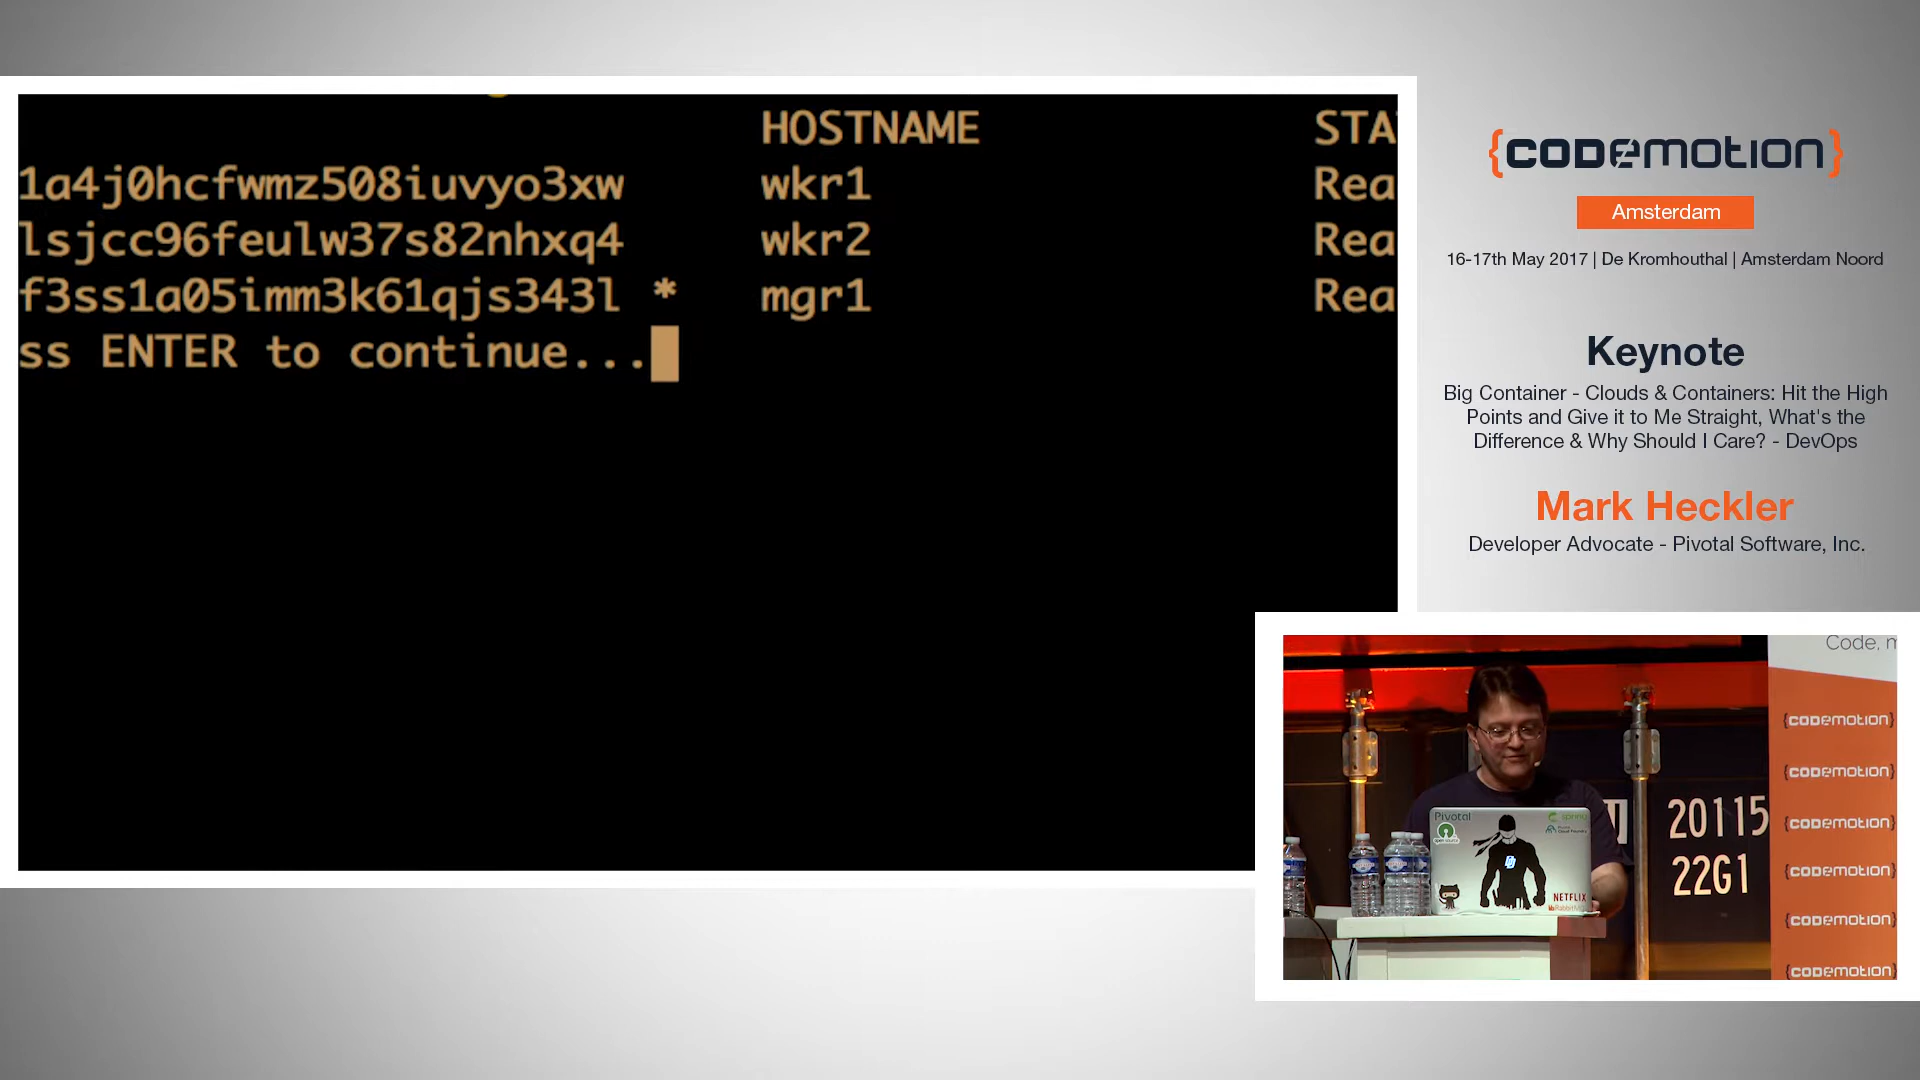 HOSTNAME STA
1a4j0hcfwmz508iuvyo3xw wkr1 Rea
lsjcc96feulw37s82nhxq4 wkr2 Rea
f3ss1a05imm3k61qjs343l * mgr1 Rea
ss ENTER to continue...
{CODEMOTION}
Amsterdam
16-17th May 2017 | De Kromhouthal | Amsterdam Noord
Keynote
Big Container - Clouds & Containers: Hit the High
Points and Give it to Me Straight, What's the
Difference & Why Should I Care? - DevOps
Mark Heckler
Developer Advocate - Pivotal Software, Inc.
Code, m
{CODEMOTION}
{CODEMOTION}
{CODEMOTION}
{CODEMOTION}
{CODEMOTION}
{CODEMOTION}
Pivotal
spring
NETFLIX
20115
22G1